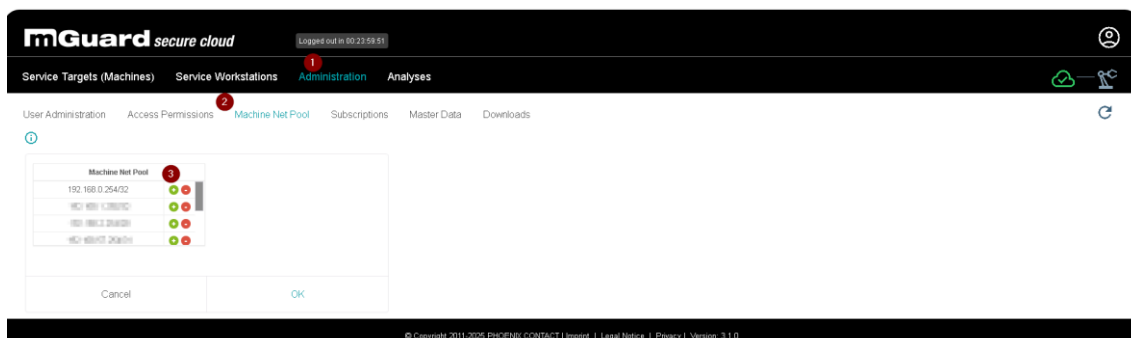 mGuard secure cloud
Logged out in 00:23:59:51
1
Service Targets (Machines) Service Workstations Administration Analyses
2
User Administration Access Permissions Machine Net Pool Subscriptions Master Data Downloads
Machine Net Pool 3
192.168.0.254/32
Cancel OK
© Copyright 2011-2025 PHOENIX CONTACT | Imprint | Legal Notice | Privacy | Version: 3.1.0